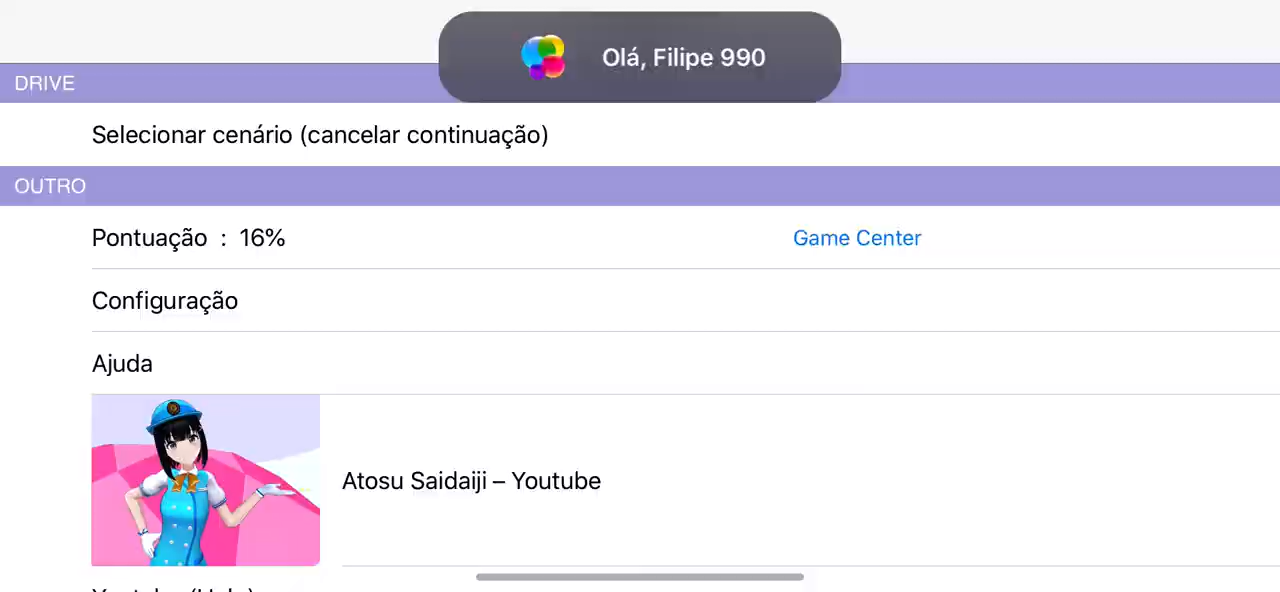 Olá, Filipe 990
DRIVE
Selecionar cenário (cancelar continuação)
OUTRO
Pontuação : 16%
Game Center
Configuração
Ajuda
Atosu Saidaiji – Youtube